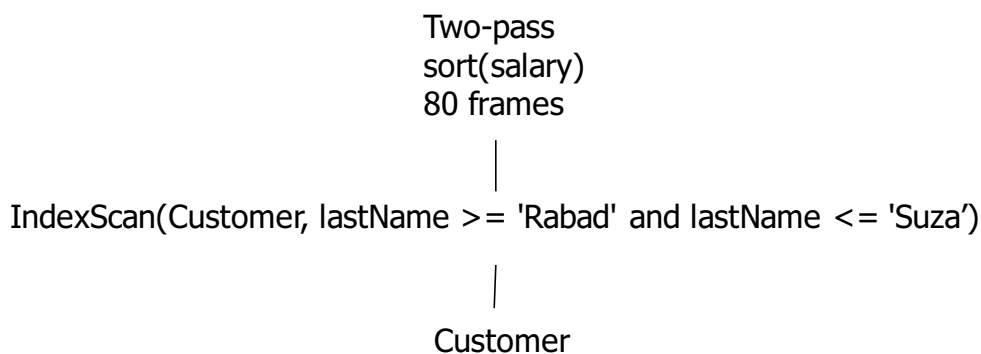 Two-pass
sort(salary)
80 frames
IndexScan(Customer, lastName >= 'Rabad' and lastName <= 'Suza’)
Customer